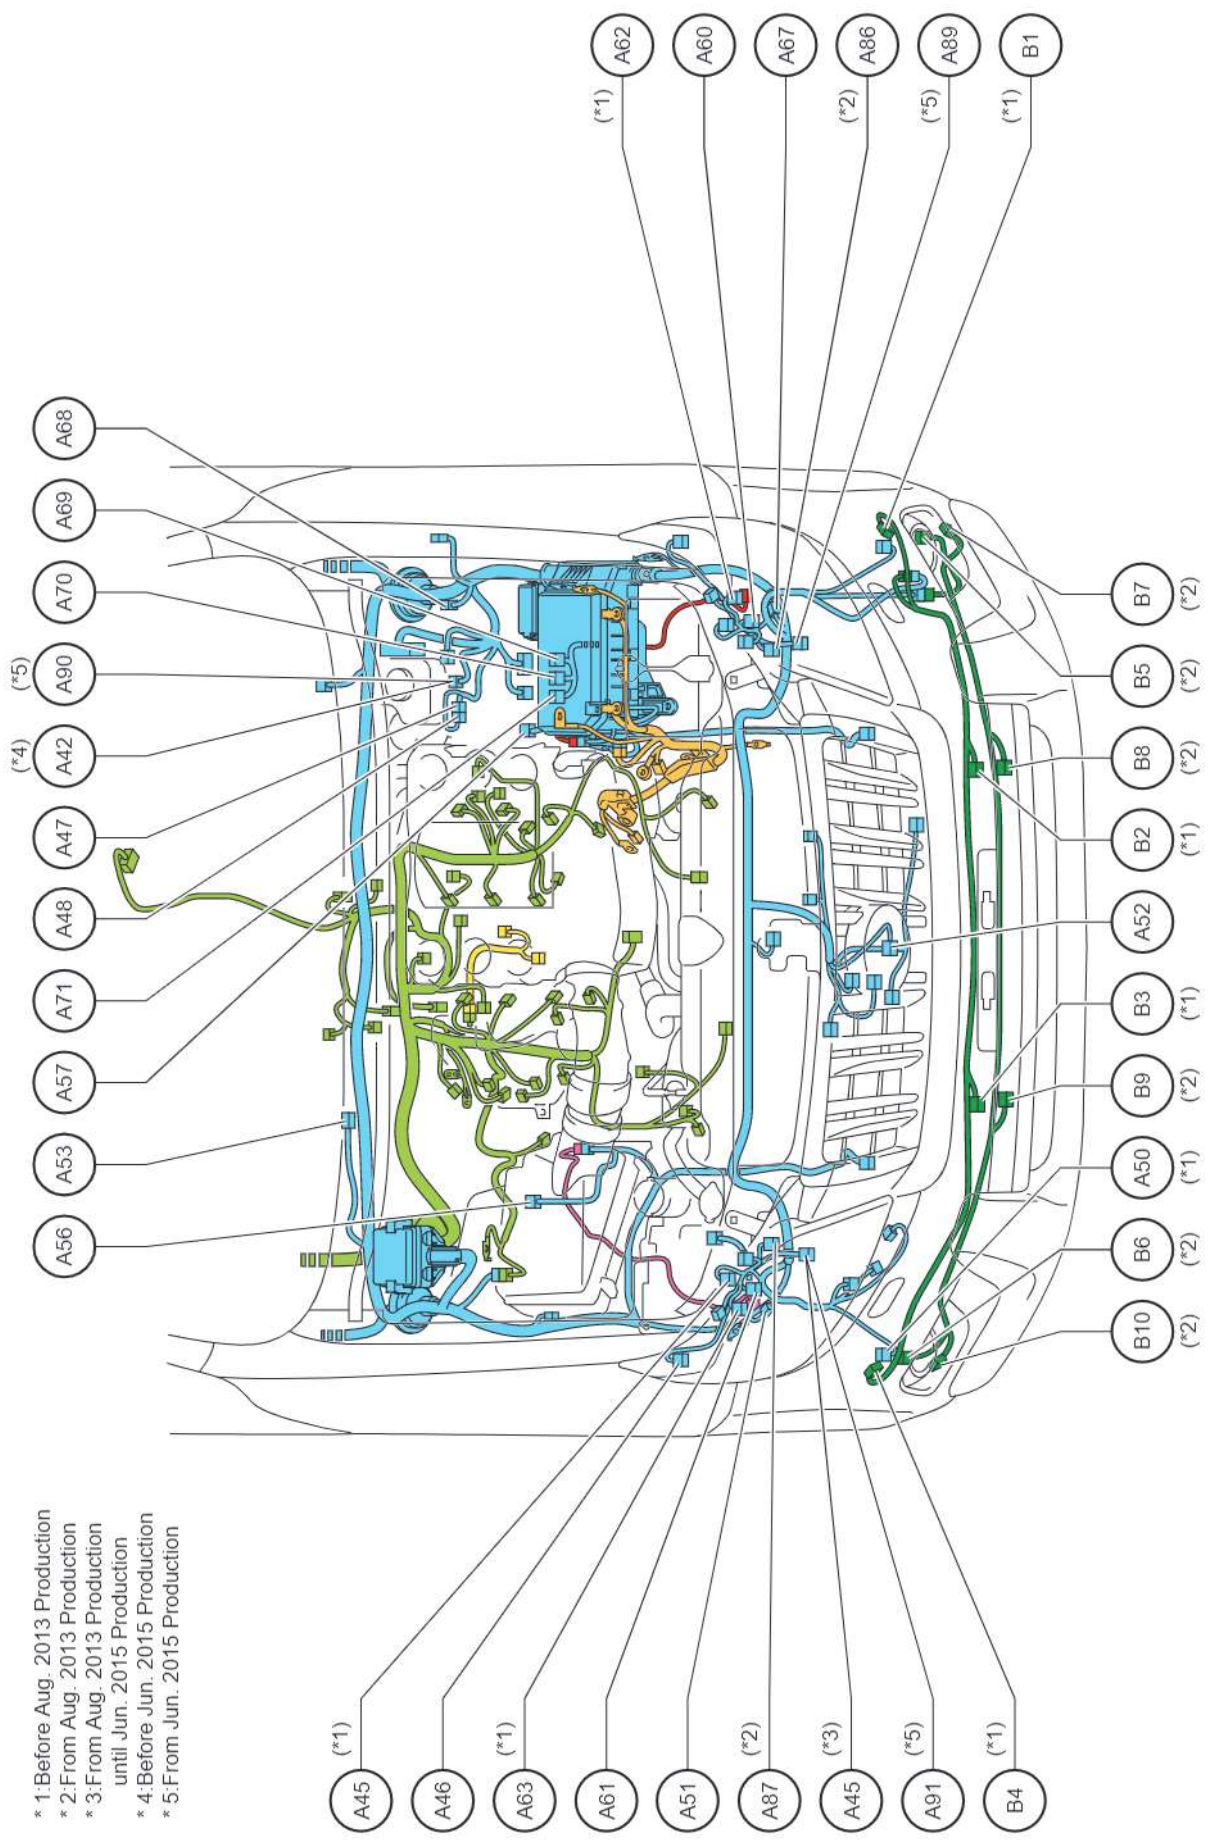 * 1:Before Aug. 2013 Production
* 2:From Aug. 2013 Production
* 3:From Aug. 2013 Production
until Jun. 2015 Production
* 4:Before Jun. 2015 Production
* 5:From Jun. 2015 Production
A56
A53
A57
A71
A48
A47
(*4)
A42
(*5)
A90
A70
A69
A68
(*1)
A45
A46
(*1)
A63
A61
A51
(*2)
A87
(*3)
A45
(*5)
A91
(*1)
B4
(*1)
A62
A60
A67
(*2)
A86
(*5)
A89
(*1)
B1
B10
(*2)
B6
(*2)
A50
(*1)
B9
(*2)
B3
(*1)
A52
B2
(*1)
B8
(*2)
B5
(*2)
B7
(*2)